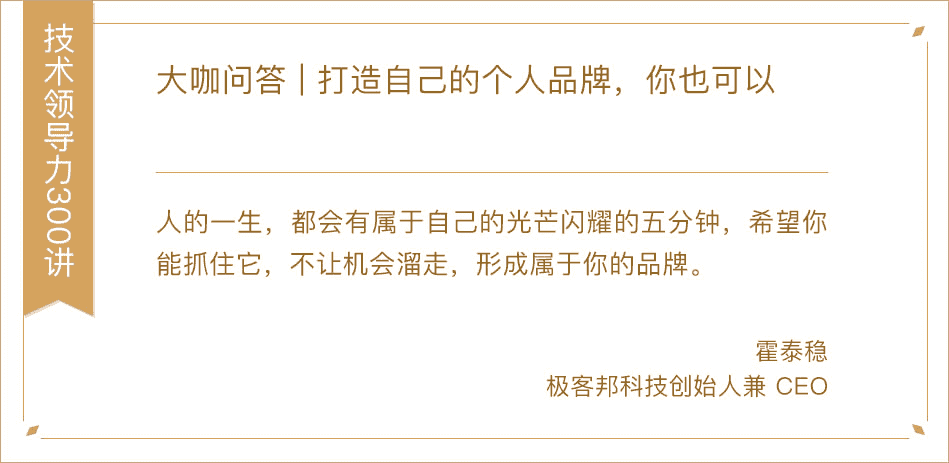 技术领导力300讲
大咖问答 | 打造自己的个人品牌，你也可以
人的一生，都会有属于自己的光芒闪耀的五分钟，希望你
能抓住它，不让机会溜走，形成属于你的品牌。
霍泰稳
极客邦科技创始人兼 CEO